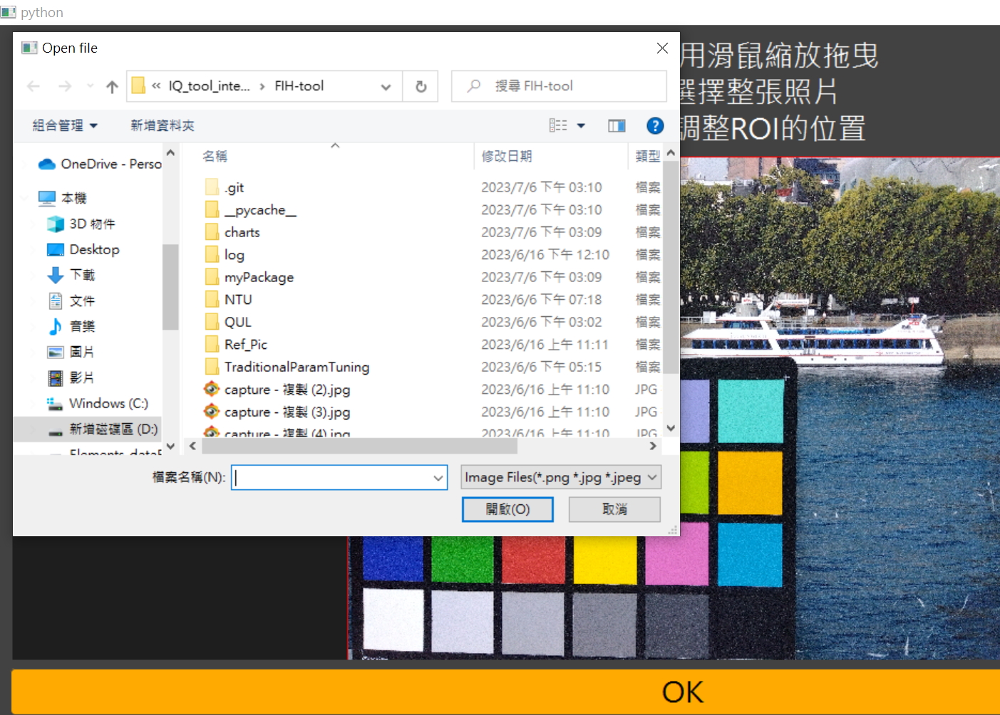 python
Open file
用滑鼠縮放拖曳
選擇整張照片
調整ROI的位置
« IQ_tool_inte... › FIH-tool
搜尋 FIH-tool
組合管理
新增資料夾
名稱 修改日期 類型
OneDrive - Perso
本機
3D 物件
Desktop
下載
文件
音樂
圖片
影片
Windows (C:)
新增磁碟區 (D:)
.git 2023/7/6 下午 03:10 檔案
__pycache__ 2023/7/6 下午 03:10 檔案
charts 2023/7/6 下午 03:09 檔案
log 2023/6/16 下午 12:10 檔案
myPackage 2023/7/6 下午 03:09 檔案
NTU 2023/6/6 下午 07:18 檔案
QUL 2023/6/6 下午 03:02 檔案
Ref_Pic 2023/6/16 上午 11:11 檔案
TraditionalParamTuning 2023/6/6 下午 05:15 檔案
capture - 複製 (2).jpg 2023/6/16 上午 11:10 JPG
capture - 複製 (3).jpg 2023/6/16 上午 11:10 JPG
capture - 複製 (4).jpg 2023/6/16 上午 11:10 JPG
檔案名稱(N):
Image Files(*.png *.jpg *.jpeg
開啟(O)
取消
OK